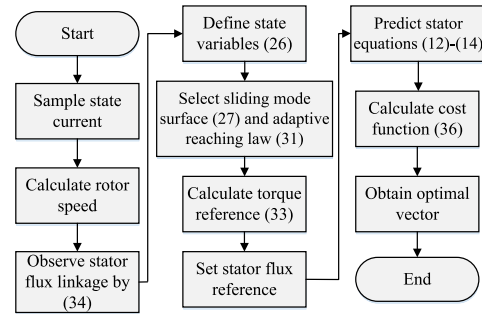 Start
Sample state
current
Calculate rotor
speed
Observe stator
flux linkage by
(34)
Define state
variables (26)
Select sliding mode
surface (27) and adaptive
reaching law (31)
Calculate torque
reference (33)
Set stator flux
reference
Predict stator
equations (12)-(14)
Calculate cost
function (36)
Obtain optimal
vector
End